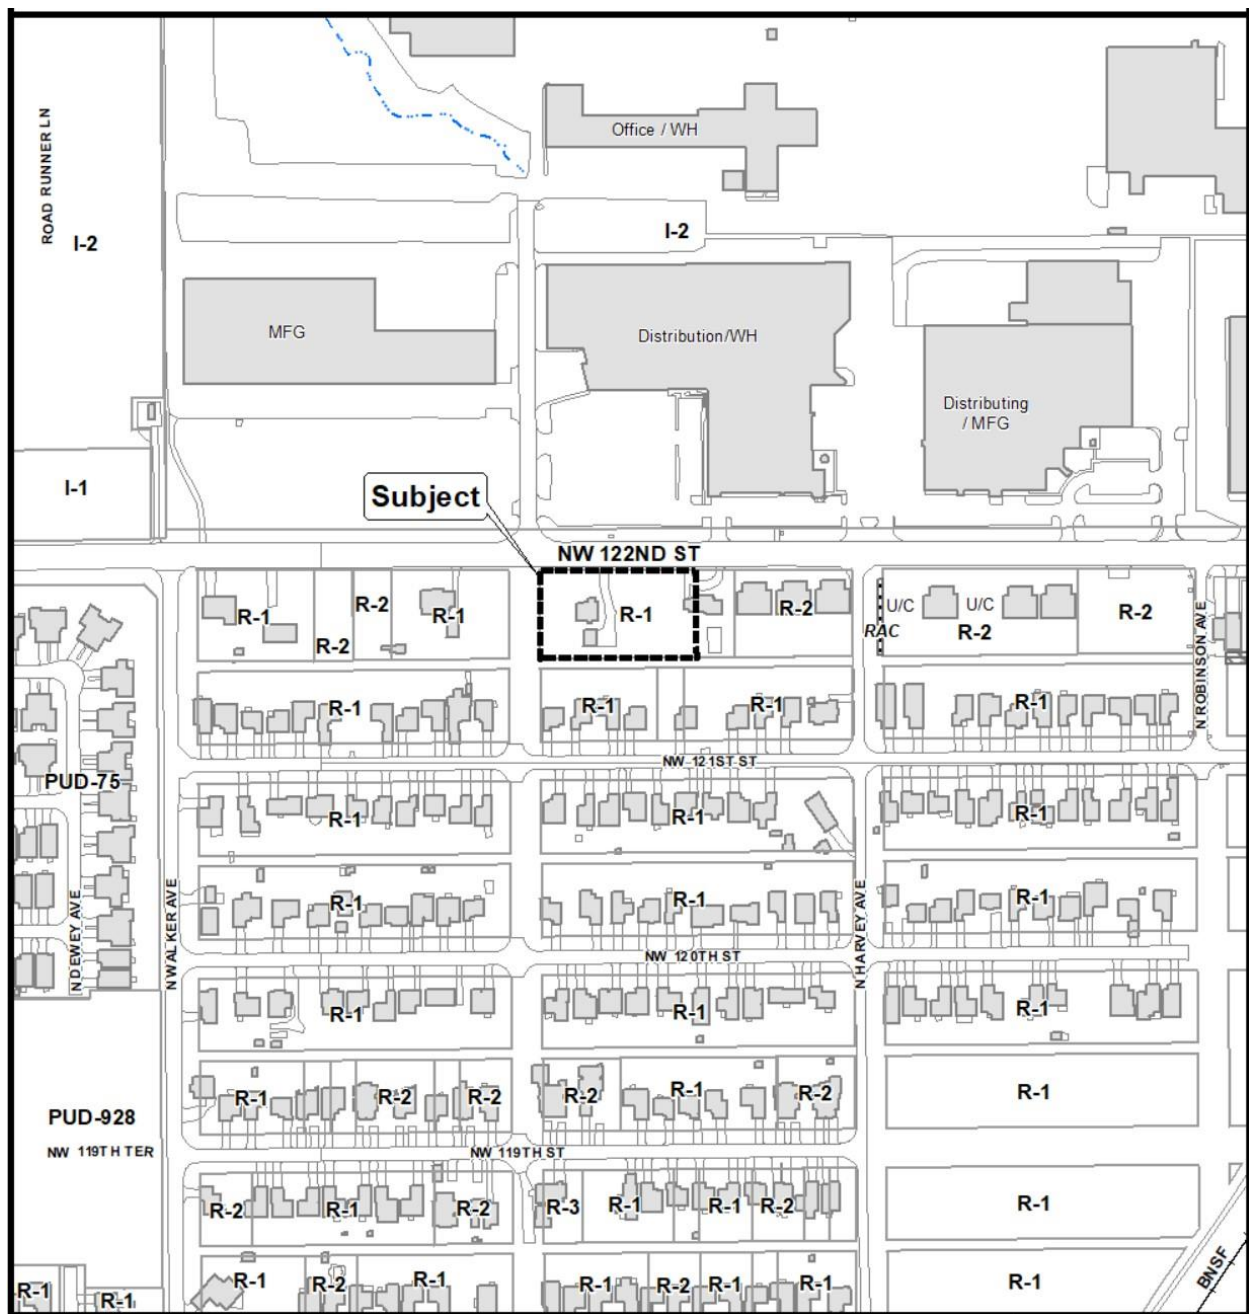 Office / WH
ROAD RUNNER LN
I-2
I-2
MFG
Distribution/WH
Distributing
/ MFG
I-1
Subject
NW 122ND ST
R-1
R-2
R-2
R-1
R-1
R-2
U/C
U/C
RAC
R-2
R-2
N ROBINSON AVE
R-1
R-1
R-1
R-1
NW 121ST ST
PUD-75
R-1
R-1
R-1
R-1
R-1
R-1
N DEWEY AVE
N WALKER AVE
N HARVEY AVE
NW 120TH ST
R-1
R-1
R-1
R-1
R-2
R-2
R-2
R-1
R-2
R-1
PUD-928
NW 119TH TER
NW 119TH ST
R-2
R-1
R-2
R-3
R-1
R-1
R-2
R-1
BNSF
R-1
R-1
R-1
R-2
R-1
R-1
R-2
R-1
R-1
R-1